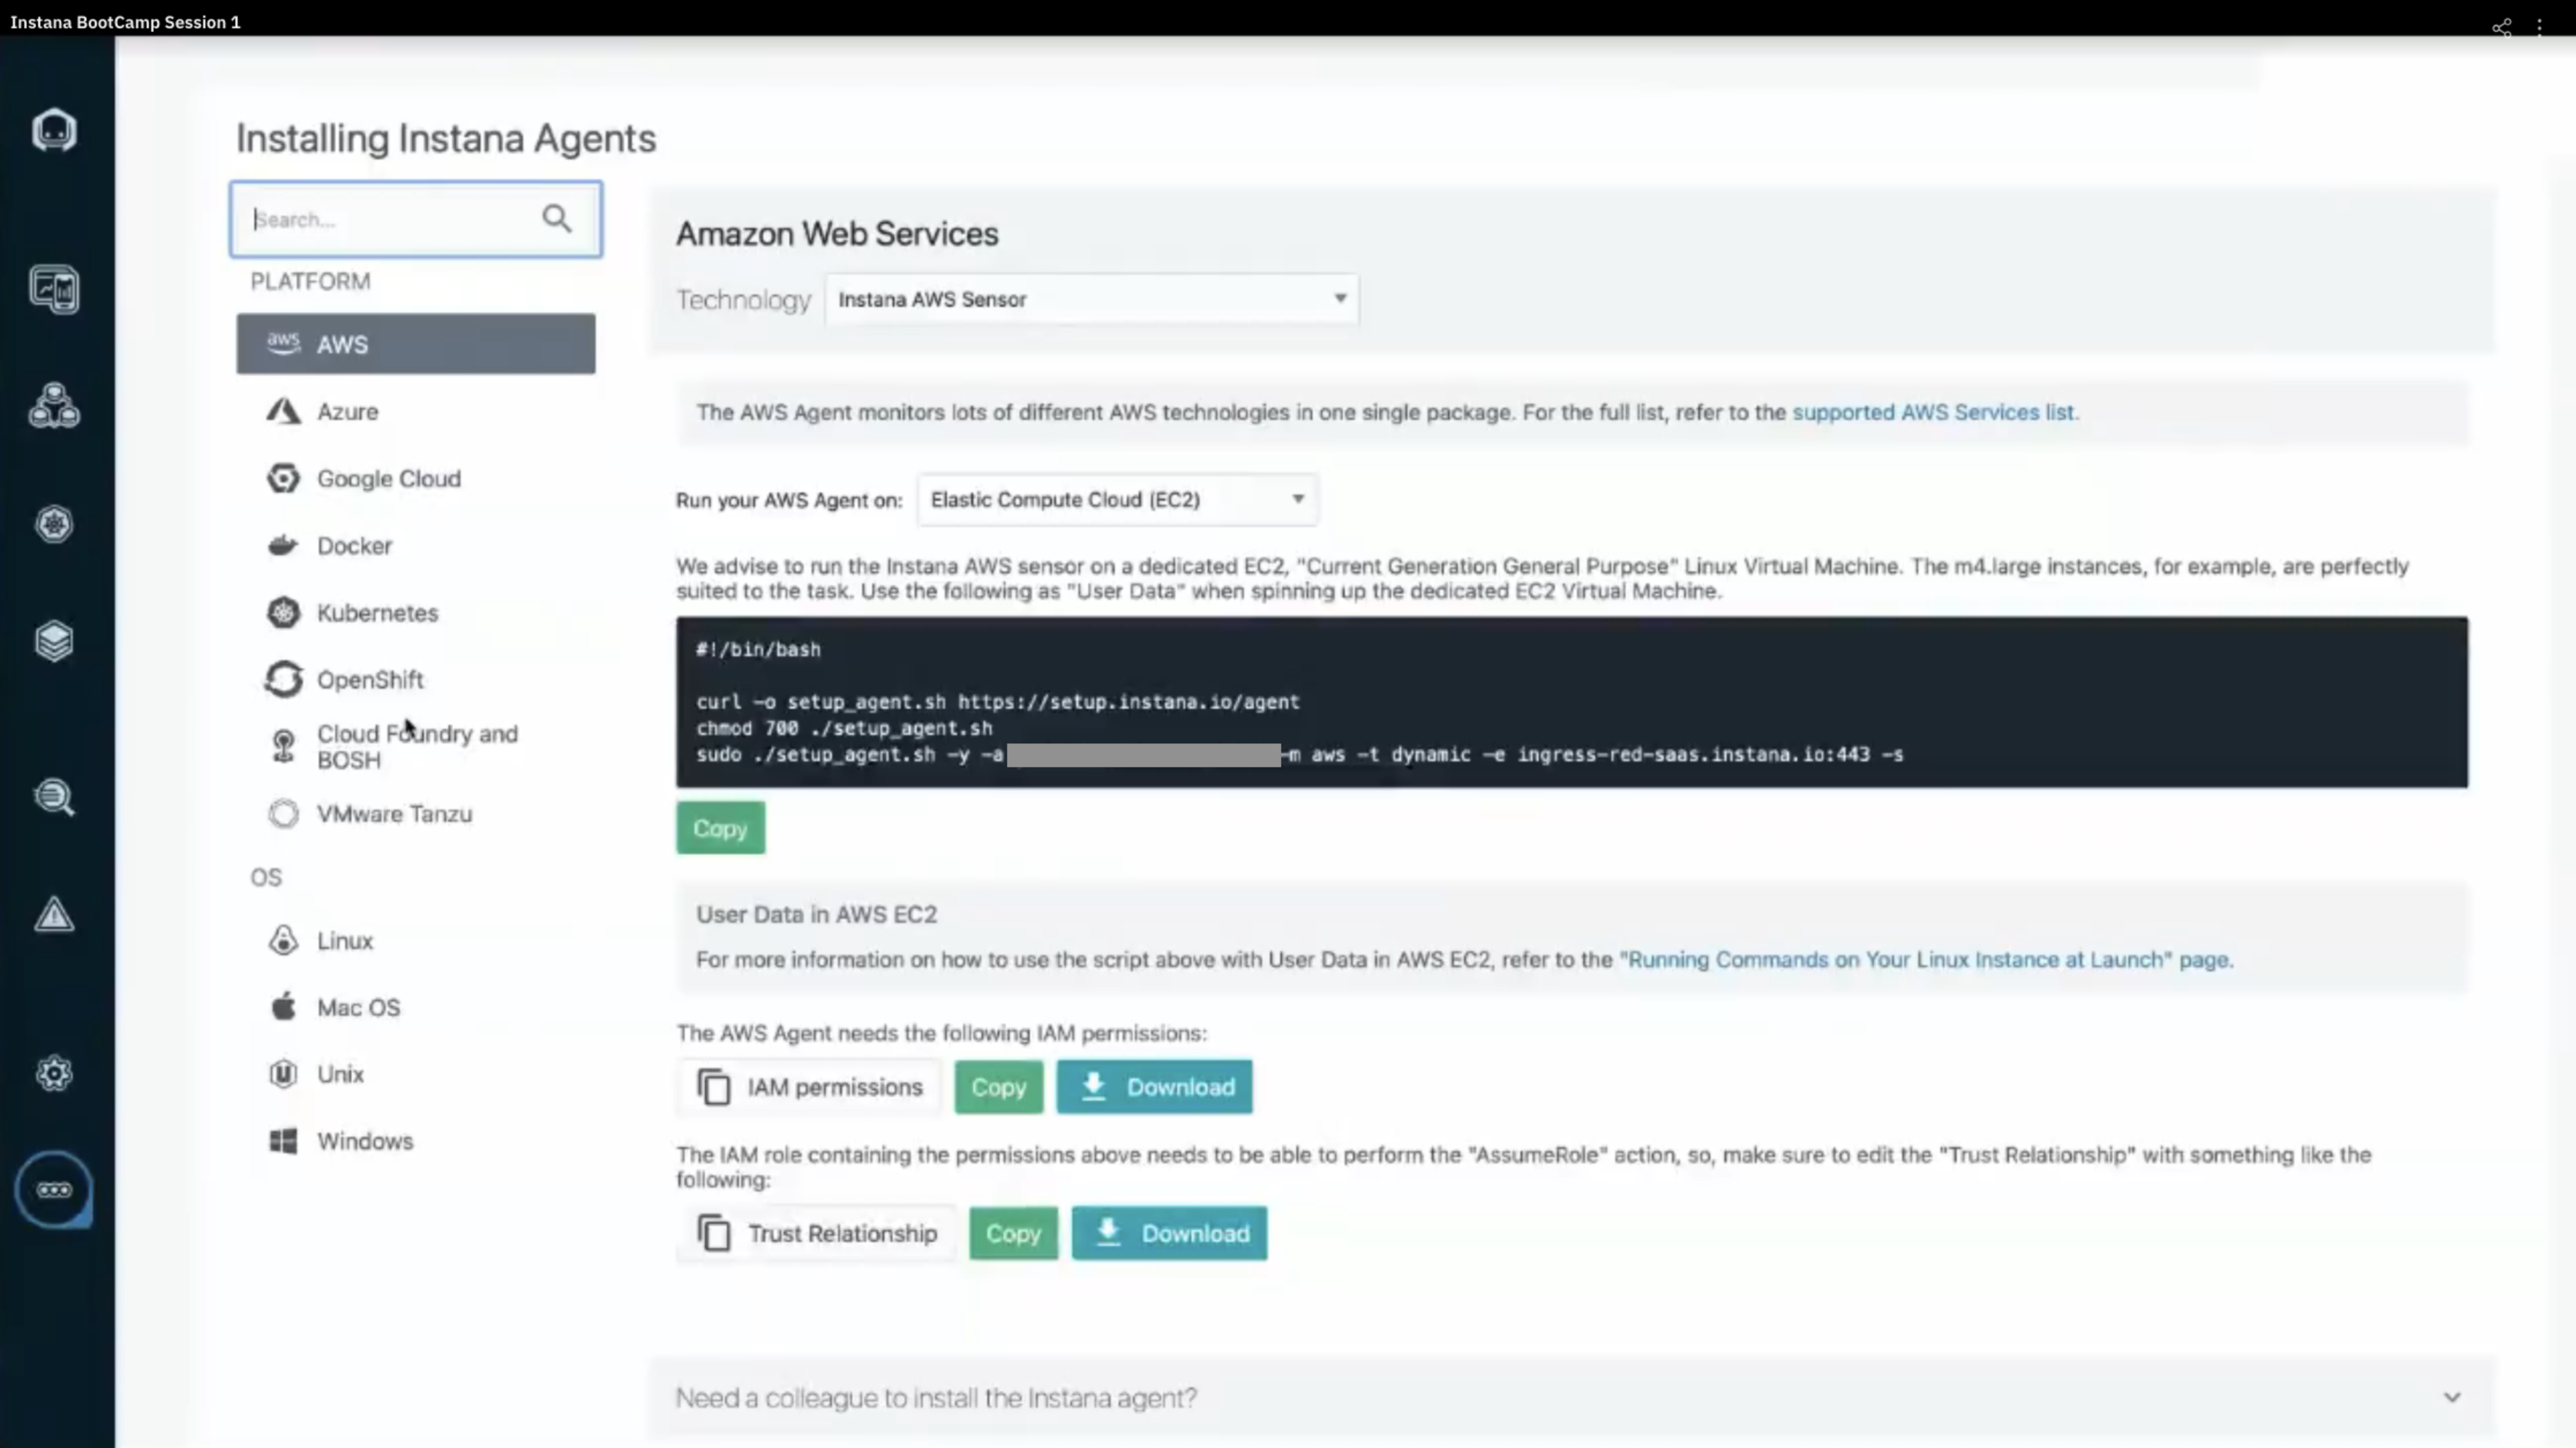 Instana BootCamp Session 1
Installing Instana Agents
Search...
PLATFORM
aws AWS
Azure
Google Cloud
Docker
Kubernetes
OpenShift
Cloud Foundry and
BOSH
VMware Tanzu
OS
Linux
Mac OS
Unix
Windows
Amazon Web Services
Technology Instana AWS Sensor
The AWS Agent monitors lots of different AWS technologies in one single package. For the full list, refer to the supported AWS Services list.
Run your AWS Agent on: Elastic Compute Cloud (EC2)
We advise to run the Instana AWS sensor on a dedicated EC2, "Current Generation General Purpose" Linux Virtual Machine. The m4.large instances, for example, are perfectly
suited to the task. Use the following as "User Data" when spinning up the dedicated EC2 Virtual Machine.
#!/bin/bash
curl -o setup_agent.sh https://setup.instana.io/agent
chmod 700 ./setup_agent.sh
sudo ./setup_agent.sh -y -a -m aws -t dynamic -e ingress-red-saas.instana.io:443 -s
Copy
User Data in AWS EC2
For more information on how to use the script above with User Data in AWS EC2, refer to the "Running Commands on Your Linux Instance at Launch" page.
The AWS Agent needs the following IAM permissions:
IAM permissions Copy Download
The IAM role containing the permissions above needs to be able to perform the "AssumeRole" action, so, make sure to edit the "Trust Relationship" with something like the
following:
Trust Relationship Copy Download
Need a colleague to install the Instana agent?